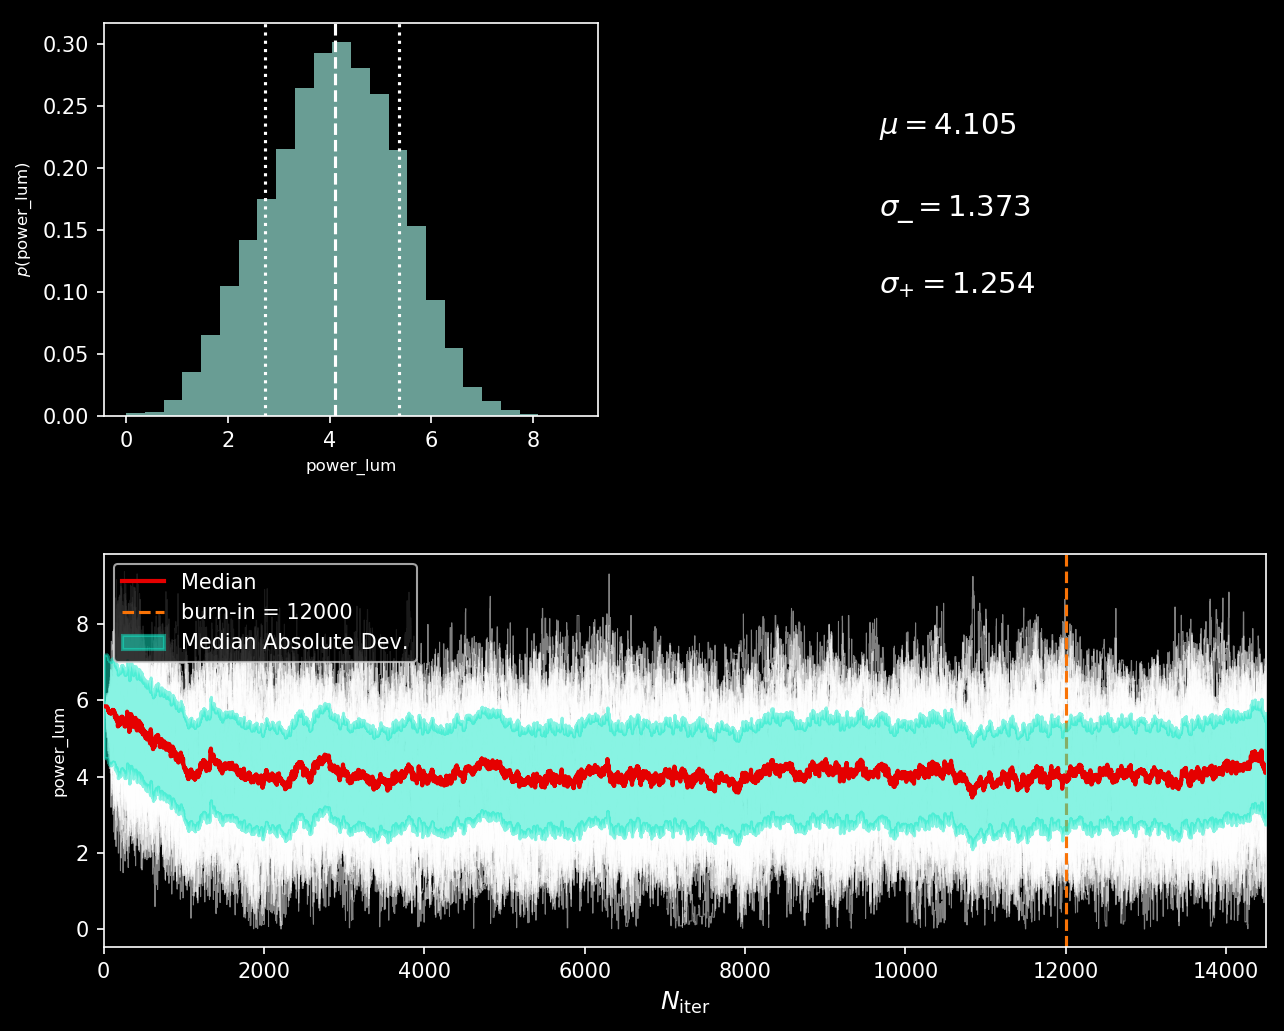 0.30
0.25
0.20
0.15
0.10
0.05
0.00
p(power_lum)
0 2 4 6 8
power_lum
μ = 4.105
σ₋ = 1.373
σ₊ = 1.254
Median
burn-in = 12000
Median Absolute Dev.
8
6
4
2
0
power_lum
0 2000 4000 6000 8000 10000 12000 14000
N_iter